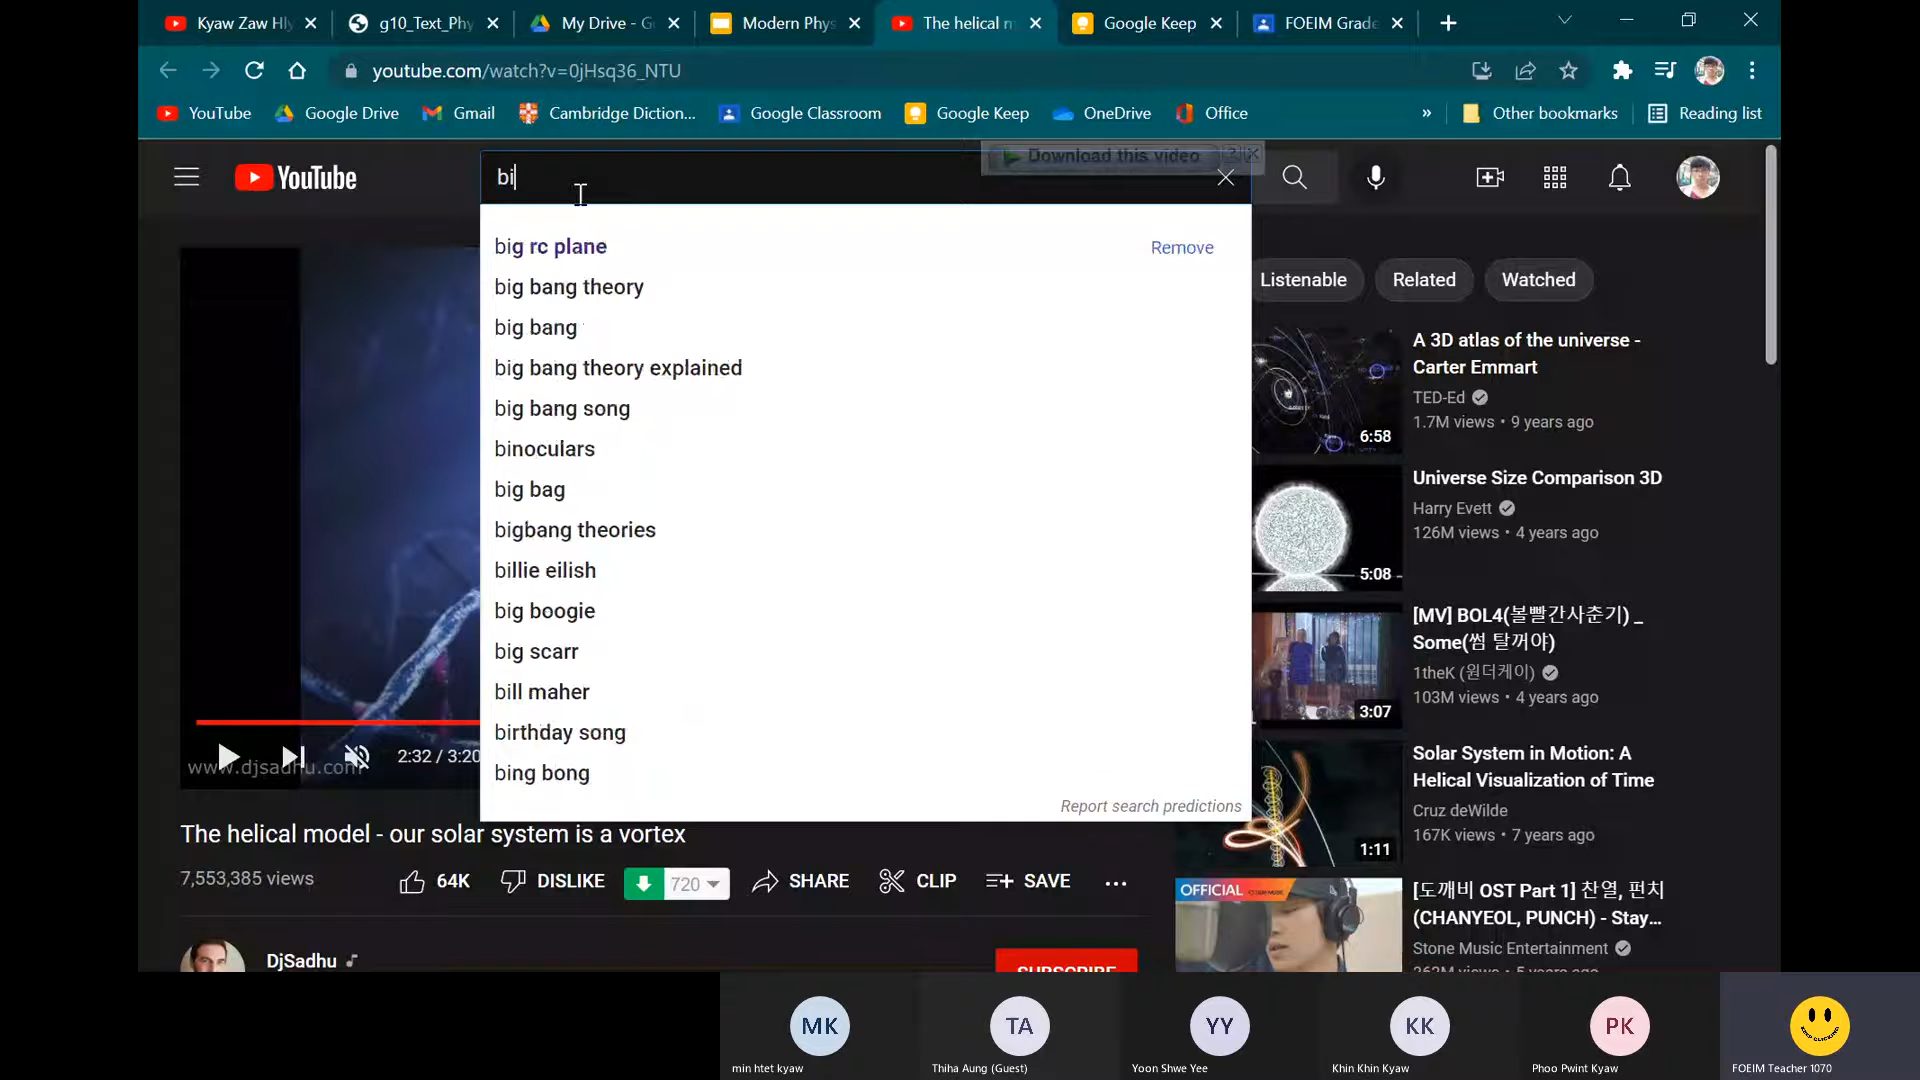 Kyaw Zaw Hly
g10_Text_Phy
My Drive - G
Modern Phys
The helical m
Google Keep
FOEIM Grade
youtube.com/watch?v=0jHsq36_NTU
YouTube
Google Drive
Gmail
Cambridge Diction...
Google Classroom
Google Keep
OneDrive
Office
»
Other bookmarks
Reading list
YouTube
bi
Download this video
?
big rc plane
Remove
big bang theory
big bang
big bang theory explained
big bang song
binoculars
big bag
bigbang theories
billie eilish
big boogie
big scarr
bill maher
birthday song
bing bong
Report search predictions
2:32 / 3:20
www.djsadhu.com
The helical model - our solar system is a vortex
7,553,385 views
64K
DISLIKE
720
SHARE
CLIP
SAVE
DjSadhu
SUBSCRIBE
Listenable
Related
Watched
A 3D atlas of the universe -
Carter Emmart
TED-Ed
1.7M views • 9 years ago
6:58
Universe Size Comparison 3D
Harry Evett
126M views • 4 years ago
5:08
[MV] BOL4(볼빨간사춘기) _
Some(썸 탈꺼야)
1theK (원더케이)
103M views • 4 years ago
3:07
Solar System in Motion: A
Helical Visualization of Time
Cruz deWilde
167K views • 7 years ago
1:11
OFFICIAL
[도깨비 OST Part 1] 찬열, 펀치
(CHANYEOL, PUNCH) - Stay...
Stone Music Entertainment
MK
min htet kyaw
TA
Thiha Aung (Guest)
YY
Yoon Shwe Yee
KK
Khin Khin Kyaw
PK
Phoo Pwint Kyaw
KEEP CLICKING
FOEIM Teacher 1070